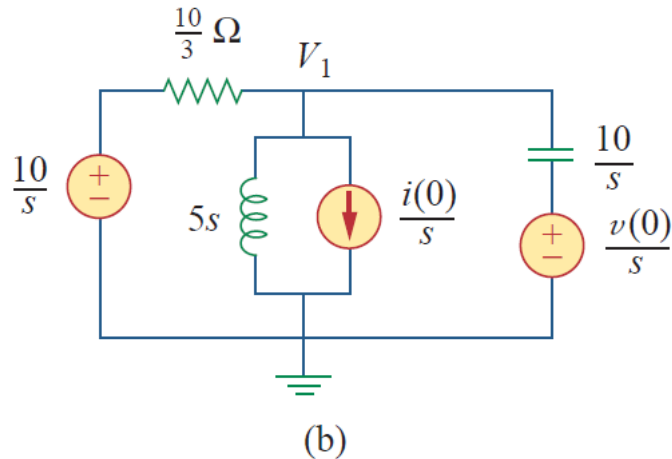 10/3 Ω
V₁
10/s
+
−
5s
i(0)/s
10/s
+
−
v(0)/s
(b)